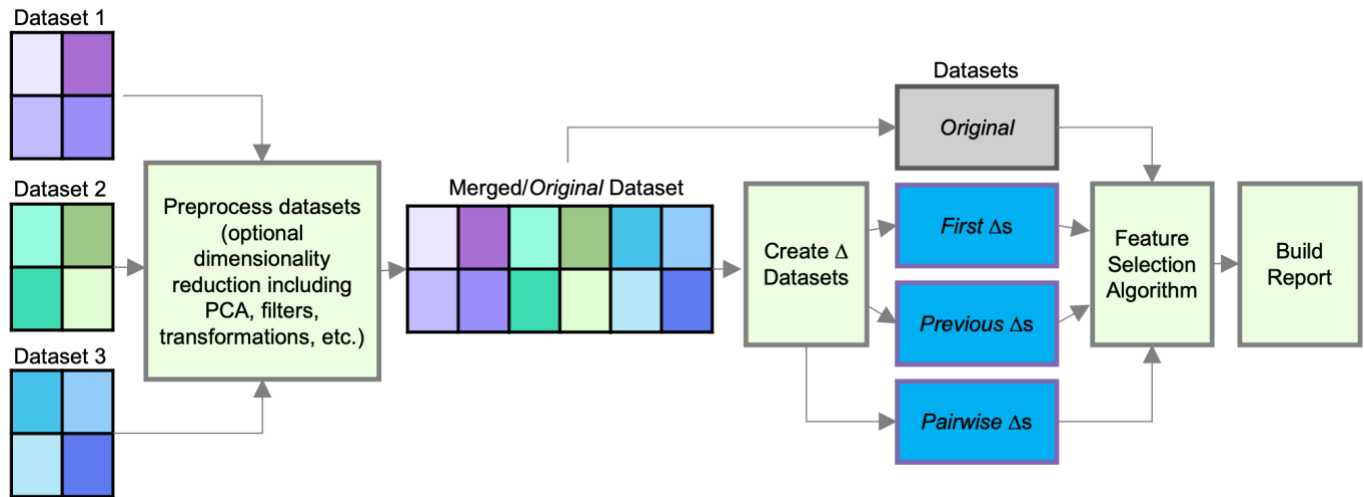 Dataset 1
Dataset 2
Dataset 3
Preprocess datasets
(optional
dimensionality
reduction including
PCA, filters,
transformations, etc.)
Merged/Original Dataset
Create Δ
Datasets
Datasets
Original
First Δs
Previous Δs
Pairwise Δs
Feature
Selection
Algorithm
Build
Report